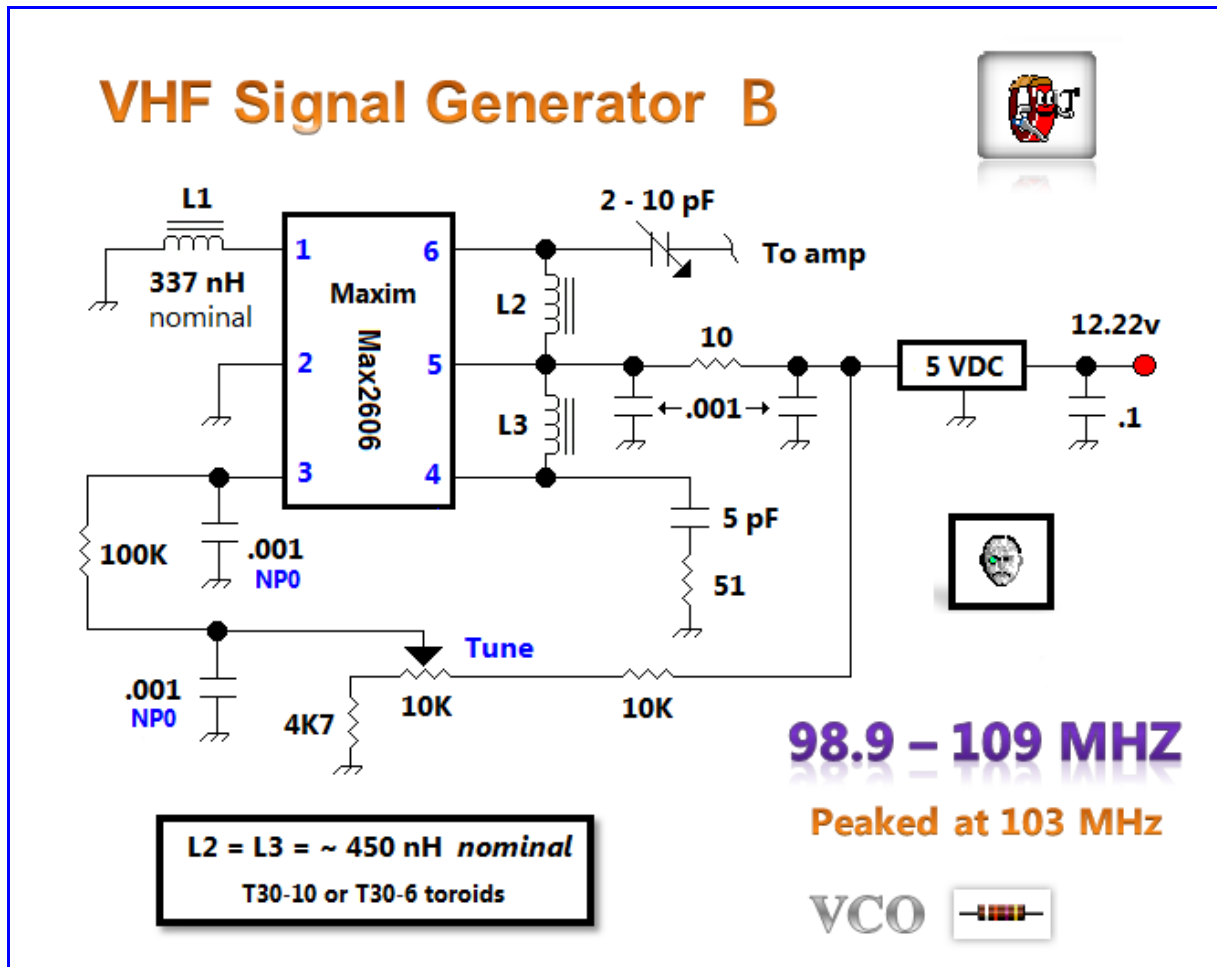 VHF Signal Generator B
L1
2 - 10 pF
1
6
To amp
337 nH
nominal
Maxim
Max2606
L2
12.22v
10
2
5
5 VDC
.001
L3
.1
3
4
5 pF
100K
.001
NP0
51
Tune
.001
NP0
10K
10K
4K7
98.9 – 109 MHZ
Peaked at 103 MHz
L2 = L3 = ~ 450 nH nominal
T30-10 or T30-6 toroids
VCO